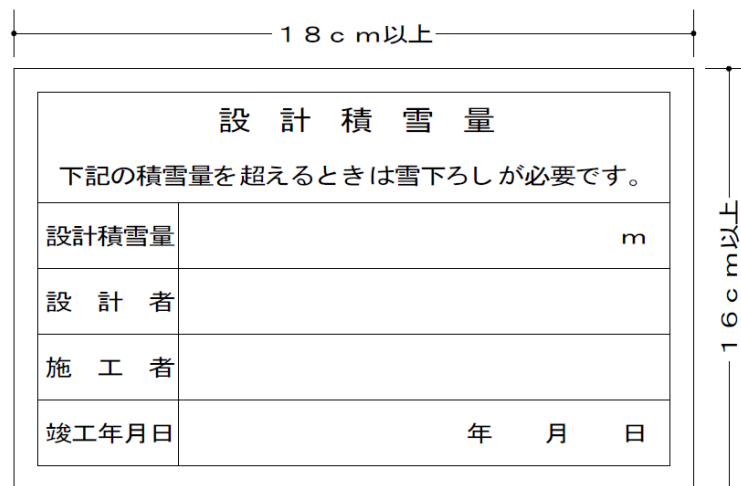 18cm以上
設計積雪量
下記の積雪量を超えるときは雪下ろしが必要です。
設計積雪量 m
設計者
施工者
竣工年月日 年 月 日
16cm以上